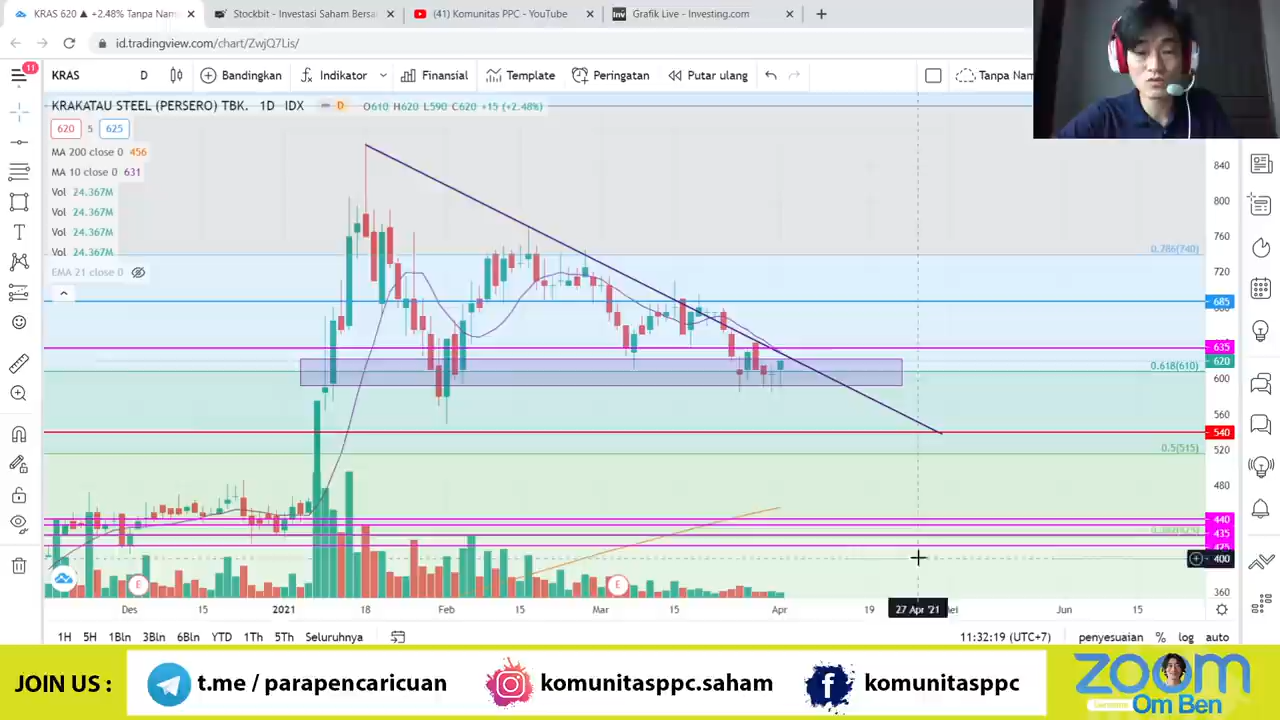 KRAS 620 ▲ +2.48% Tanpa Nam
Stockbit - Investasi Saham Bersa
(41) Komunitas PPC - YouTube
Inv
Grafik Live - Investing.com
id.tradingview.com/chart/ZwjQ7Lis/
11
KRAS
D
Bandingkan
Indikator
Finansial
Template
Peringatan
Putar ulang
Tanpa Nam
KRAKATAU STEEL (PERSERO) TBK. 1D IDX
D
O610 H620 L590 C620 +15 (+2.48%)
620
5
625
MA 200 close 0 456
MA 10 close 0 631
Vol 24.367M
Vol 24.367M
Vol 24.367M
Vol 24.367M
EMA 21 close 0
840
800
760
0.786(740)
720
685
635
620
0.618(610)
600
560
540
520
0.5(515)
480
440
435
400
360
E
E
Des
15
2021
18
Feb
15
Mar
15
Apr
19
27 Apr '21
Jun
15
1H
5H
1Bln
3Bln
6Bln
YTD
1Th
5Th
Seluruhnya
11:32:19 (UTC+7)
penyesuaian
%
log
auto
JOIN US :
t.me / parapencaricuan
komunitasppc.saham
komunitasppc
zoom
bersama
Om Ben